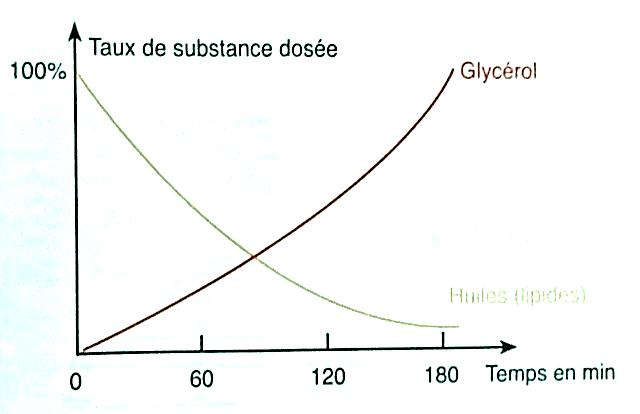 Taux de substance dosée
100%
Glycérol
Huiles (lipides)
0
60
120
180
Temps en min